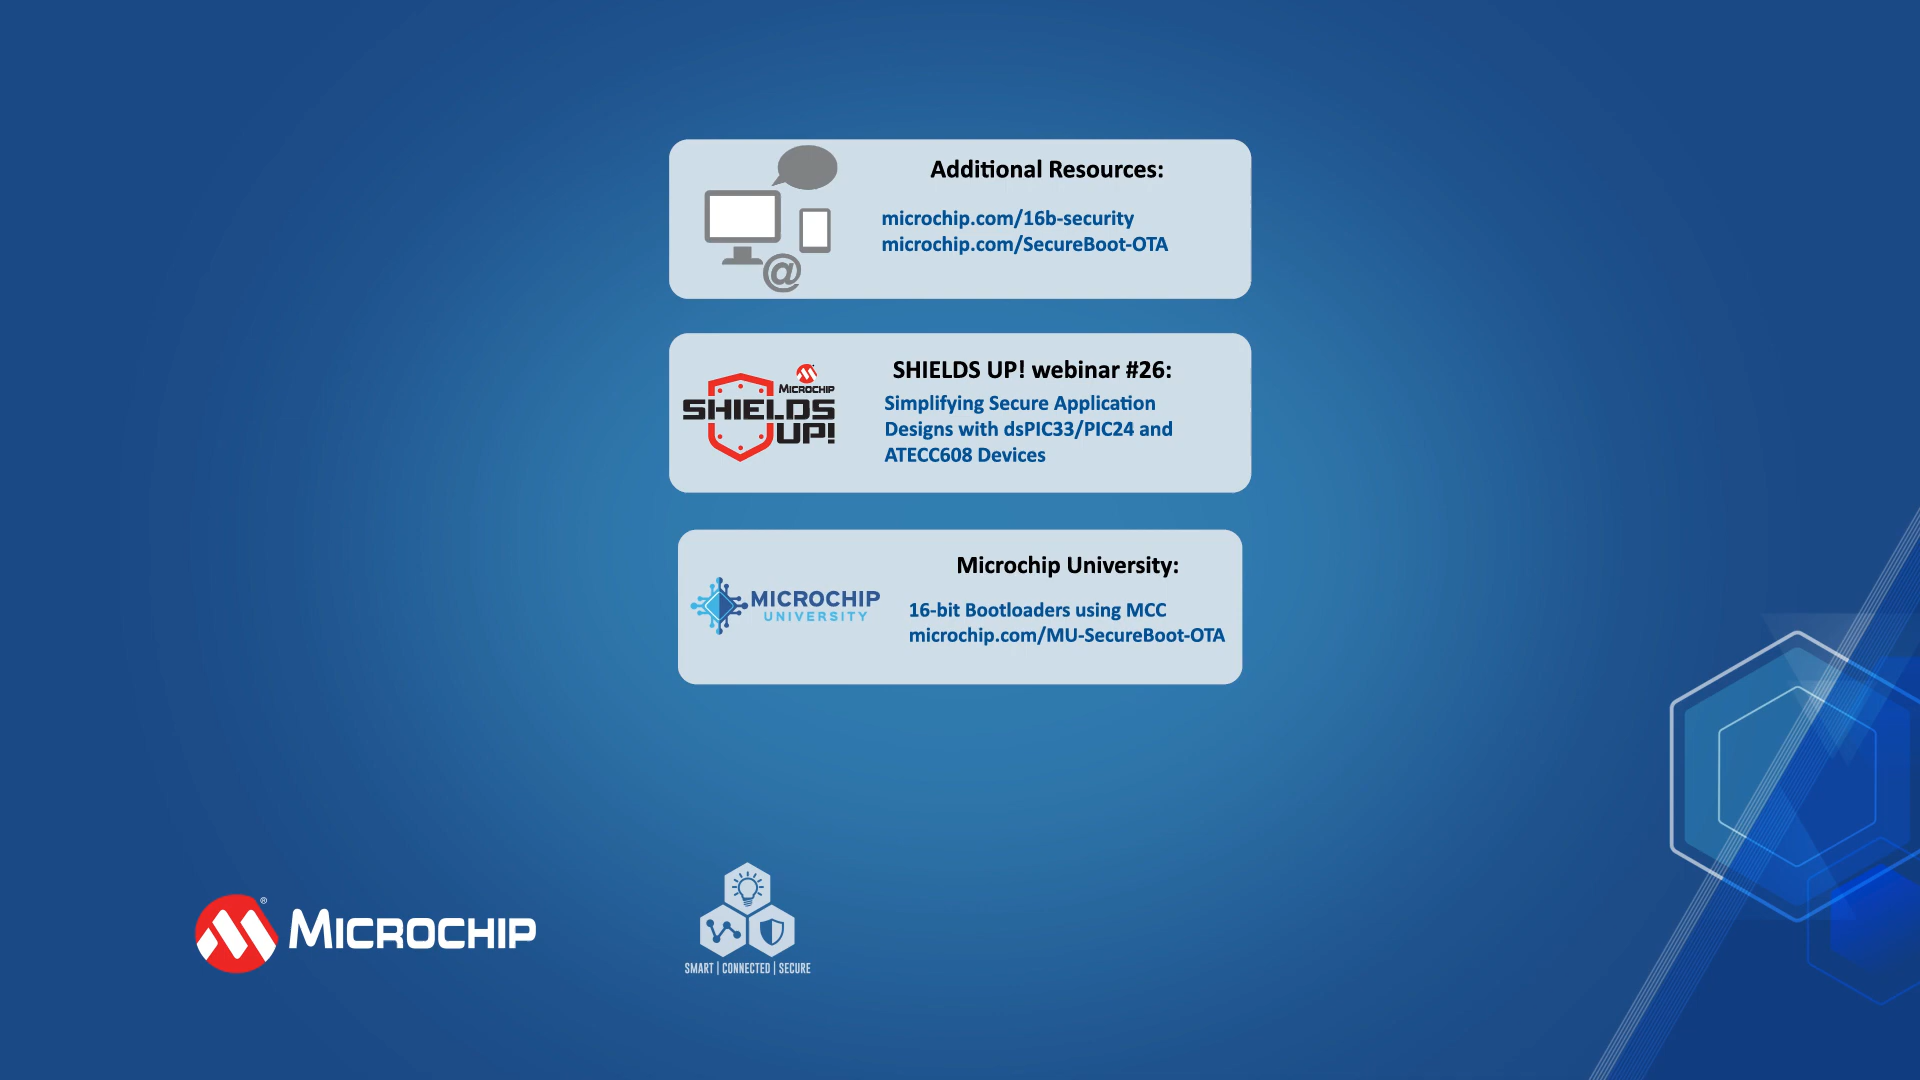 Additional Resources:
microchip.com/16b-security
microchip.com/SecureBoot-OTA
@
MICROCHIP
SHIELDS
UP!
SHIELDS UP! webinar #26:
Simplifying Secure Application
Designs with dsPIC33/PIC24 and
ATECC608 Devices
MICROCHIP
UNIVERSITY
Microchip University:
16-bit Bootloaders using MCC
microchip.com/MU-SecureBoot-OTA
MICROCHIP®
SMART | CONNECTED | SECURE